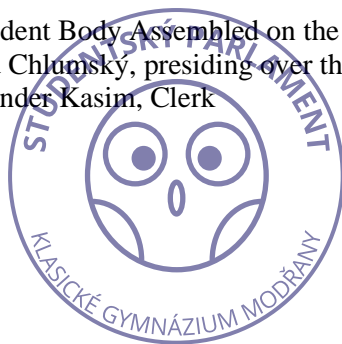 dent Body Assembled on the
Chlumský, presiding over th
nder Kasim, Clerk
STUDENTSKÝ PARLAMENT
KLASICKÉ GYMNÁZIUM MODŘANY